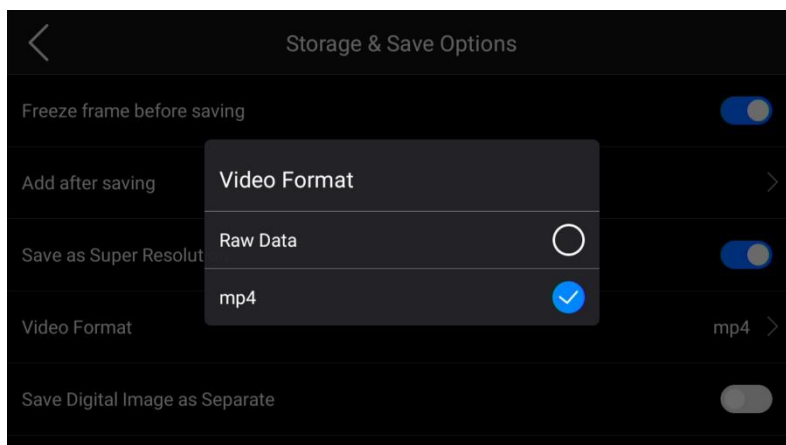 Storage & Save Options
Freeze frame before saving
Add after saving
Video Format
Raw Data
Save as Super Resolut
mp4
Video Format
mp4
Save Digital Image as Separate